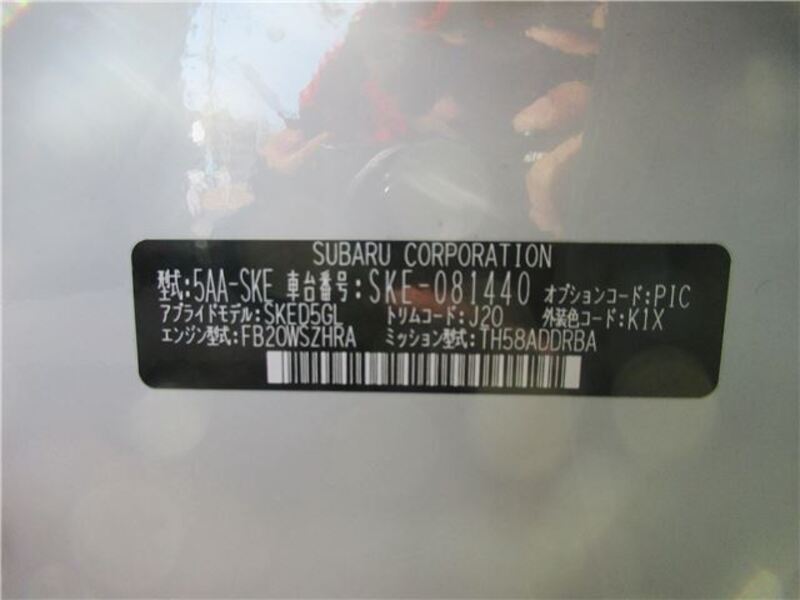 SUBARU CORPORATION
型式:5AA-SKE 車台番号:SKE-081440 オプションコード:PIC
アプライドモデル:SKED5GL トリムコード:J20 外装色コード:K1X
エンジン型式:FB20WSZHRA ミッション型式:TH58ADDRBA